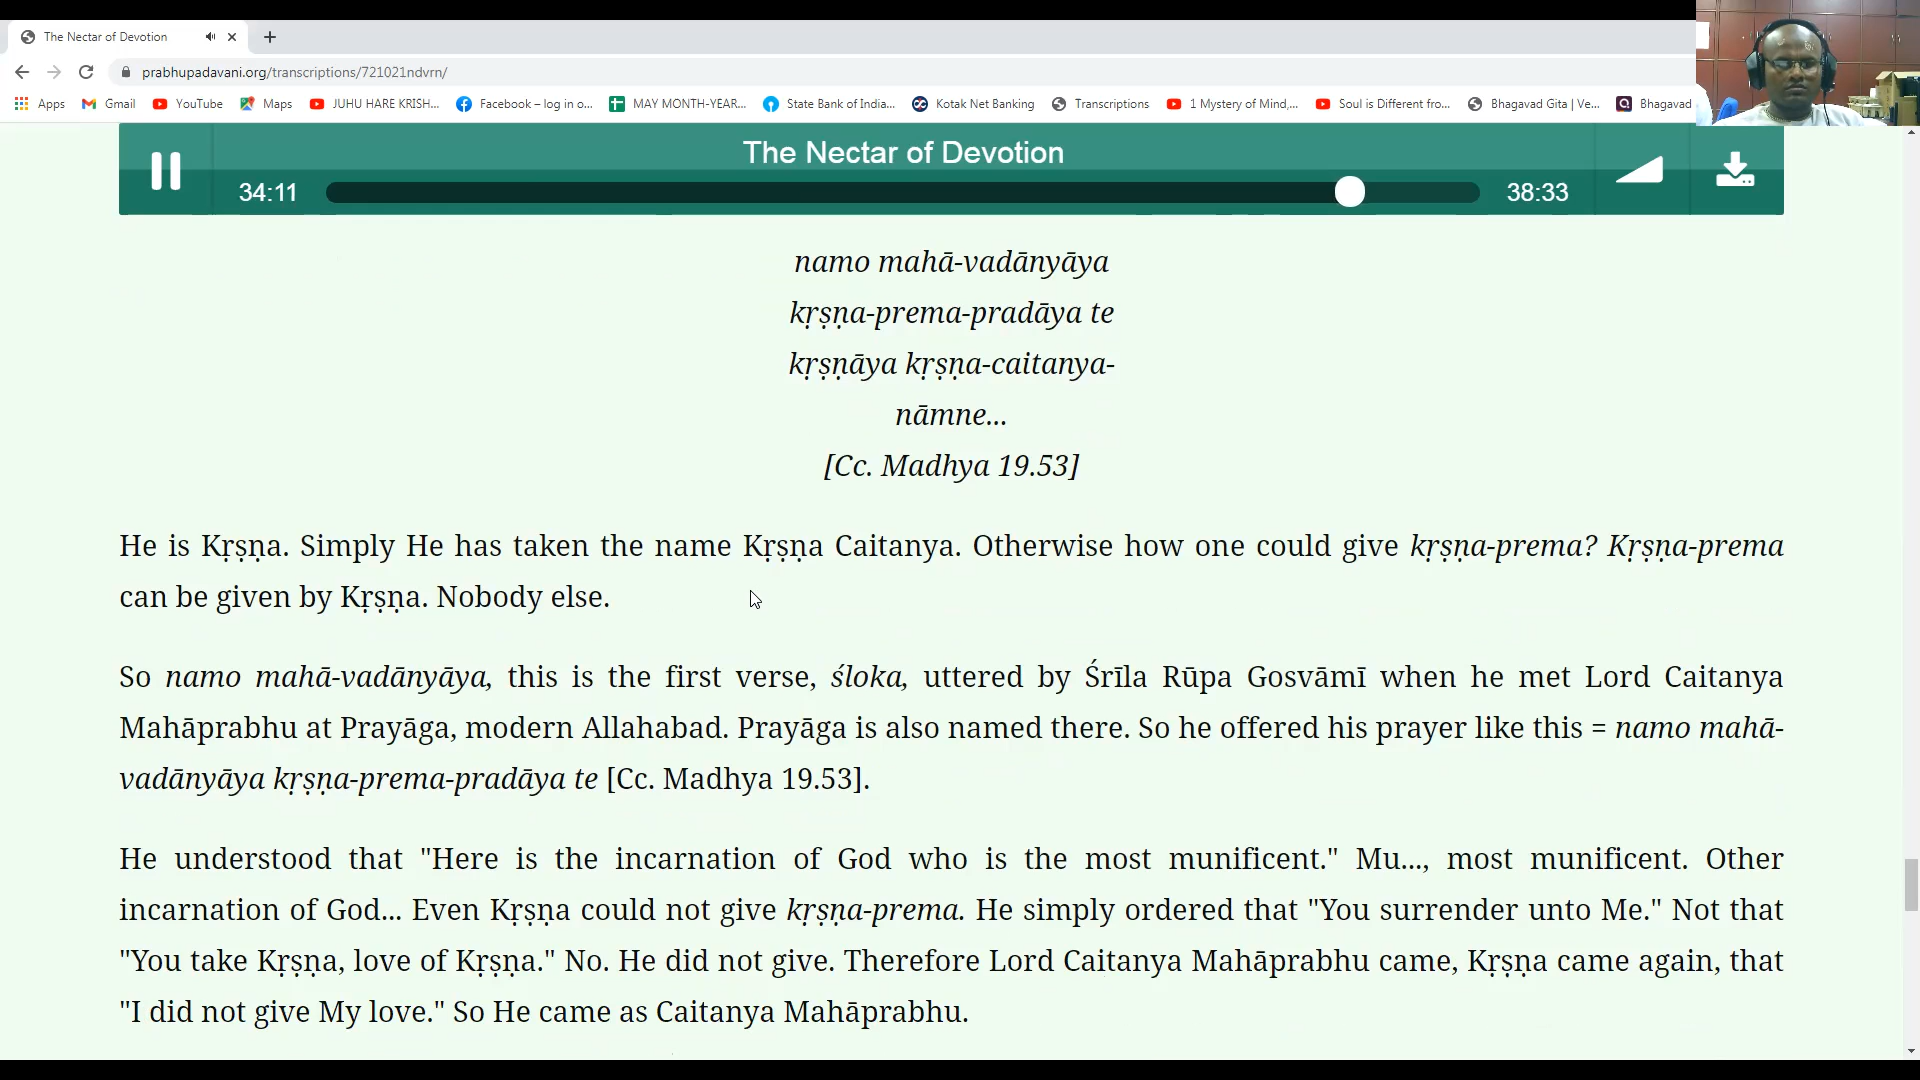 The Nectar of Devotion
prabhupadavani.org/transcriptions/721021ndvrn/
Apps Gmail YouTube Maps JUHU HARE KRISH... Facebook – log in o... MAY MONTH-YEAR... State Bank of India... Kotak Net Banking Transcriptions 1 Mystery of Mind,... Soul is Different fro... Bhagavad Gita | Ve... Bhagavad
The Nectar of Devotion
34:11 38:33
namo mahā-vadānyāya
kṛṣṇa-prema-pradāya te
kṛṣṇāya kṛṣṇa-caitanya-
nāmne...
[Cc. Madhya 19.53]
He is Kṛṣṇa. Simply He has taken the name Kṛṣṇa Caitanya. Otherwise how one could give kṛṣṇa-prema? Kṛṣṇa-prema
can be given by Kṛṣṇa. Nobody else.
So namo mahā-vadānyāya, this is the first verse, śloka, uttered by Śrīla Rūpa Gosvāmī when he met Lord Caitanya
Mahāprabhu at Prayāga, modern Allahabad. Prayāga is also named there. So he offered his prayer like this = namo mahā-
vadānyāya kṛṣṇa-prema-pradāya te [Cc. Madhya 19.53].
He understood that "Here is the incarnation of God who is the most munificent." Mu..., most munificent. Other
incarnation of God... Even Kṛṣṇa could not give kṛṣṇa-prema. He simply ordered that "You surrender unto Me." Not that
"You take Kṛṣṇa, love of Kṛṣṇa." No. He did not give. Therefore Lord Caitanya Mahāprabhu came, Kṛṣṇa came again, that
"I did not give My love." So He came as Caitanya Mahāprabhu.